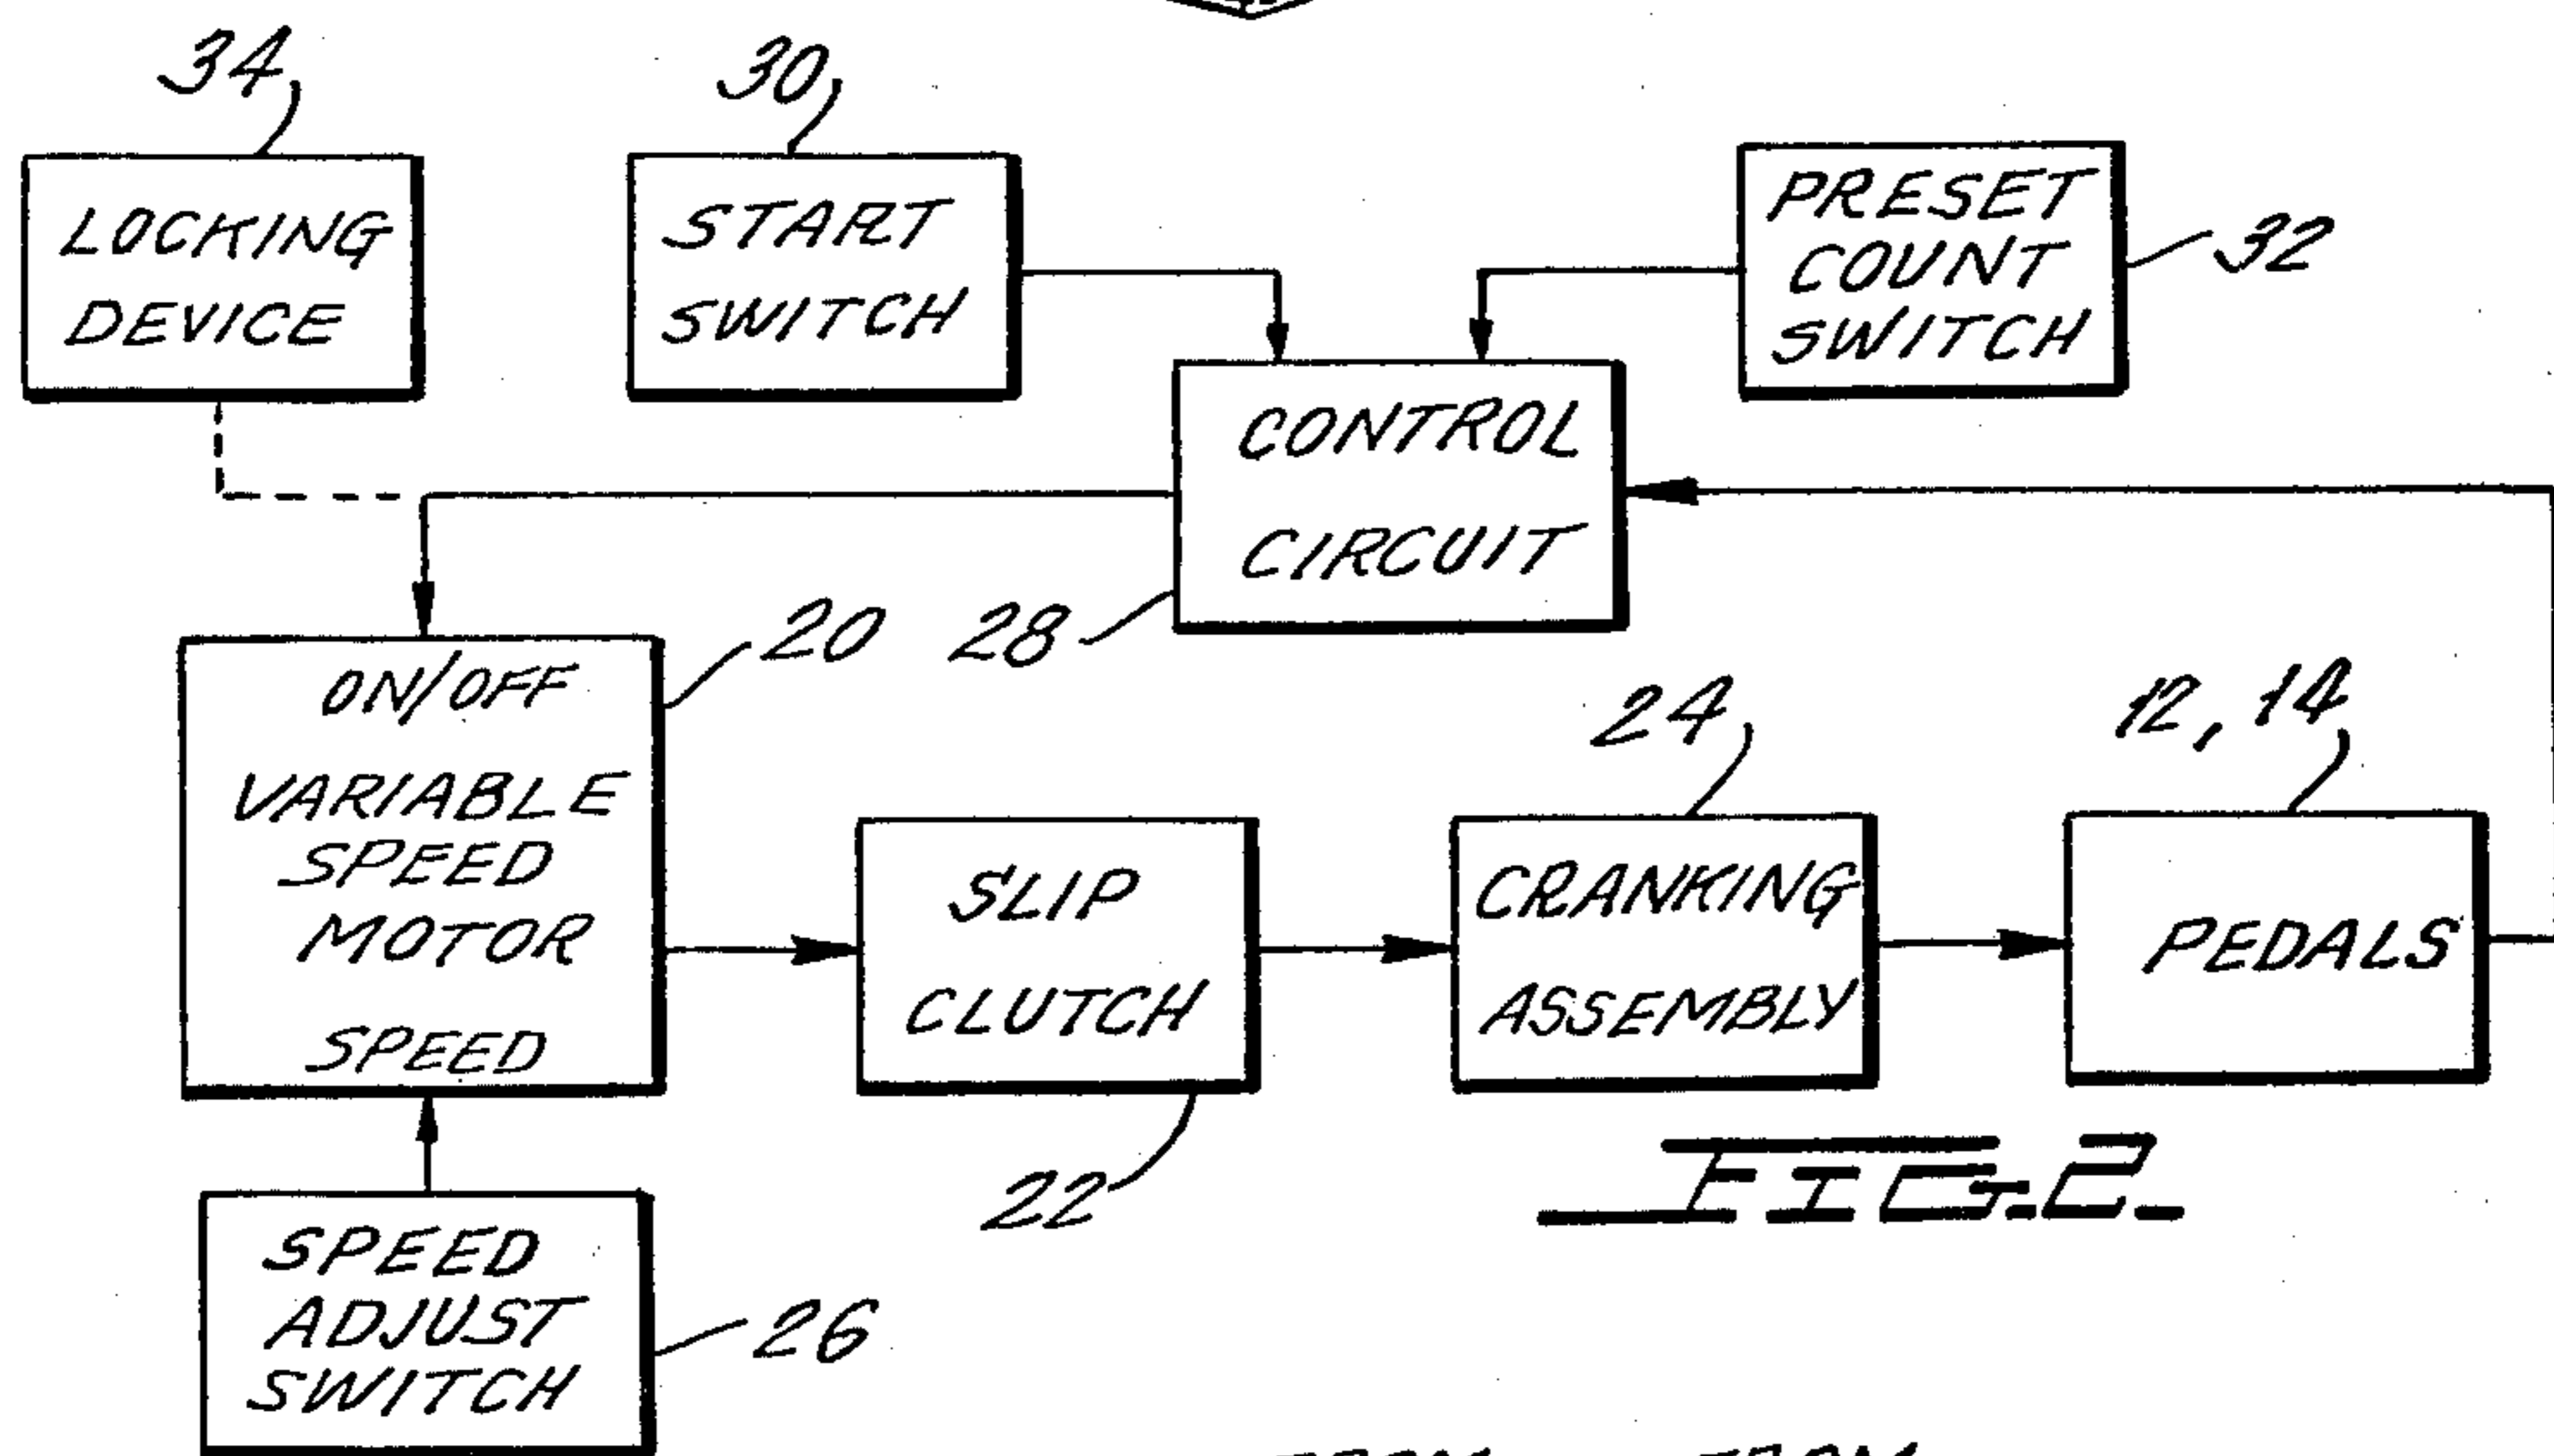 34
30
LOCKING
DEVICE
START
SWITCH
PRESET
COUNT
SWITCH
32
CONTROL
CIRCUIT
28
20
ON/OFF
VARIABLE
SPEED
MOTOR
SPEED
24
12, 14
SLIP
CLUTCH
22
CRANKING
ASSEMBLY
PEDALS
FIG. 2.
SPEED
ADJUST
SWITCH
26